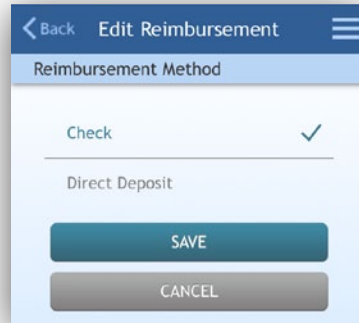 Back Edit Reimbursement
Reimbursement Method
Check
Direct Deposit
SAVE
CANCEL